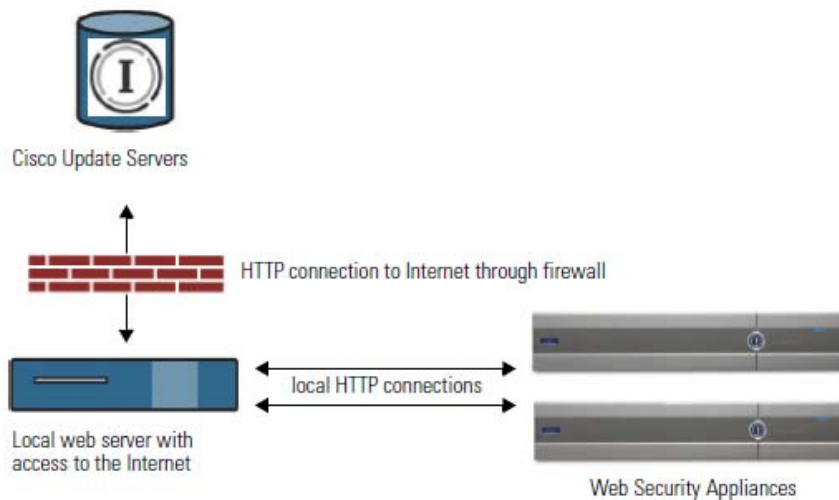 I
Cisco Update Servers
HTTP connection to Internet through firewall
local HTTP connections
Local web server with
access to the Internet
Web Security Appliances